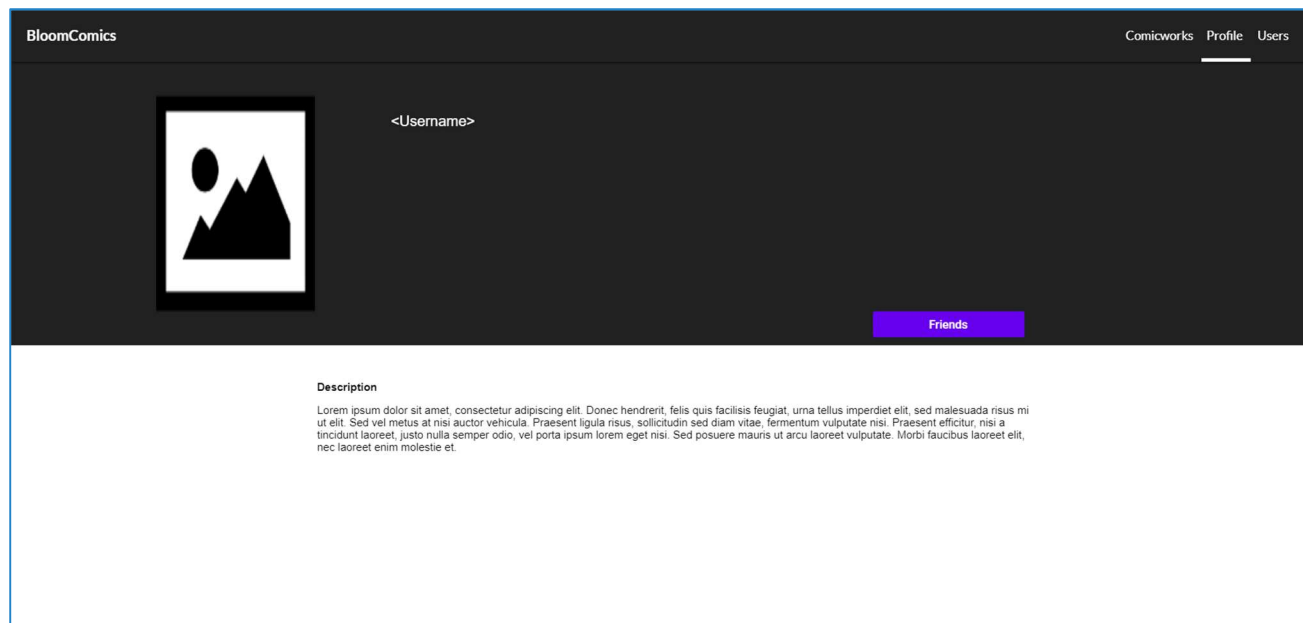 BloomComics
Comicworks Profile Users
<Username>
Friends
Description
Lorem ipsum dolor sit amet, consectetur adipiscing elit. Donec hendrerit, felis quis facilisis feugiat, urna tellus imperdiet elit, sed malesuada risus mi
ut elit. Sed vel metus at nisi auctor vehicula. Praesent ligula risus, sollicitudin sed diam vitae, fermentum vulputate nisi. Praesent efficitur, nisi a
tincidunt laoreet, justo nulla semper odio, vel porta ipsum lorem eget nisi. Sed posuere mauris ut arcu laoreet vulputate. Morbi faucibus laoreet elit,
nec laoreet enim molestie et.